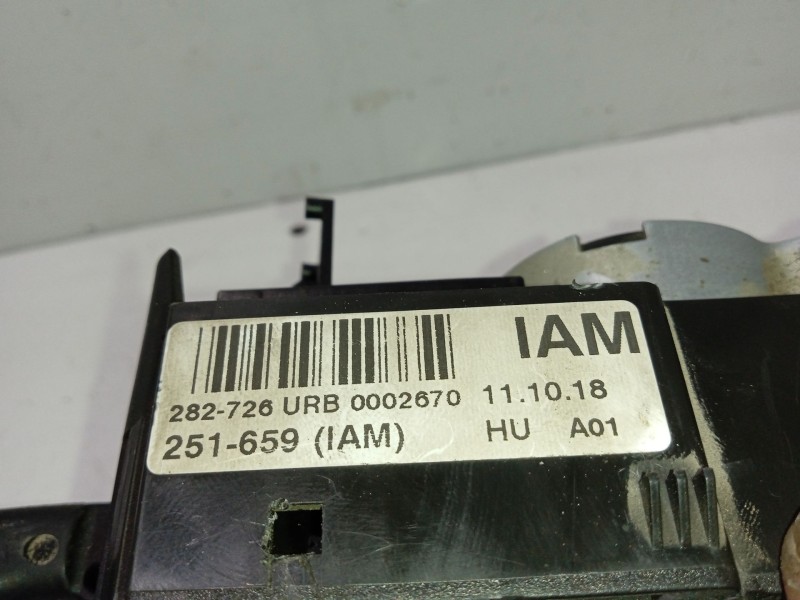 IAM
282-726 URB 0002670 11.10.18
251-659 (IAM) HU A01